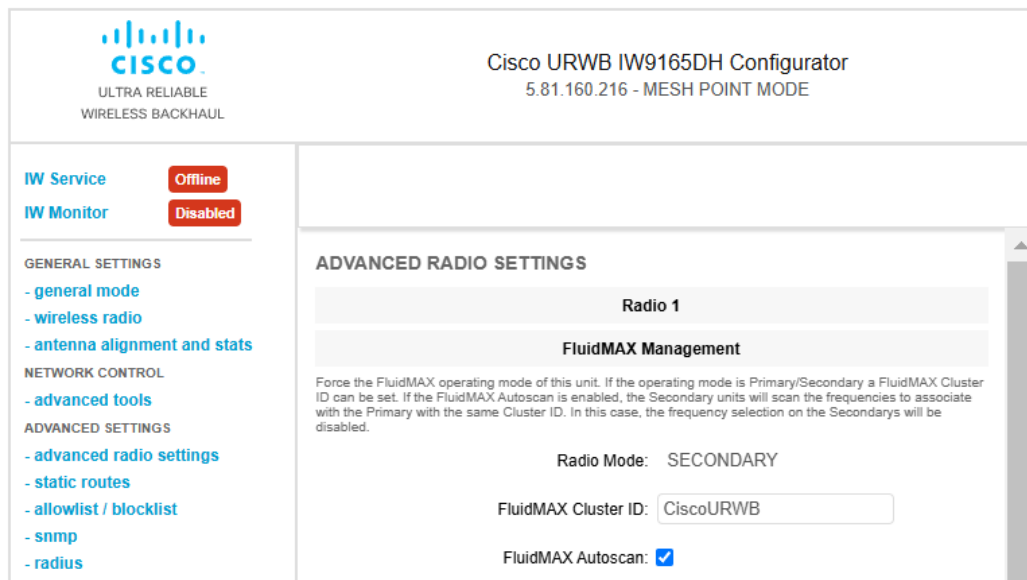 CISCO
ULTRA RELIABLE
WIRELESS BACKHAUL
Cisco URWB IW9165DH Configurator
5.81.160.216 - MESH POINT MODE
IW Service Offline
IW Monitor Disabled
GENERAL SETTINGS
- general mode
- wireless radio
- antenna alignment and stats
NETWORK CONTROL
- advanced tools
ADVANCED SETTINGS
- advanced radio settings
- static routes
- allowlist / blocklist
- snmp
- radius
ADVANCED RADIO SETTINGS
Radio 1
FluidMAX Management
Force the FluidMAX operating mode of this unit. If the operating mode is Primary/Secondary a FluidMAX Cluster
ID can be set. If the FluidMAX Autoscan is enabled, the Secondary units will scan the frequencies to associate
with the Primary with the same Cluster ID. In this case, the frequency selection on the Secondarys will be
disabled.
Radio Mode: SECONDARY
FluidMAX Cluster ID: CiscoURWB
FluidMAX Autoscan: